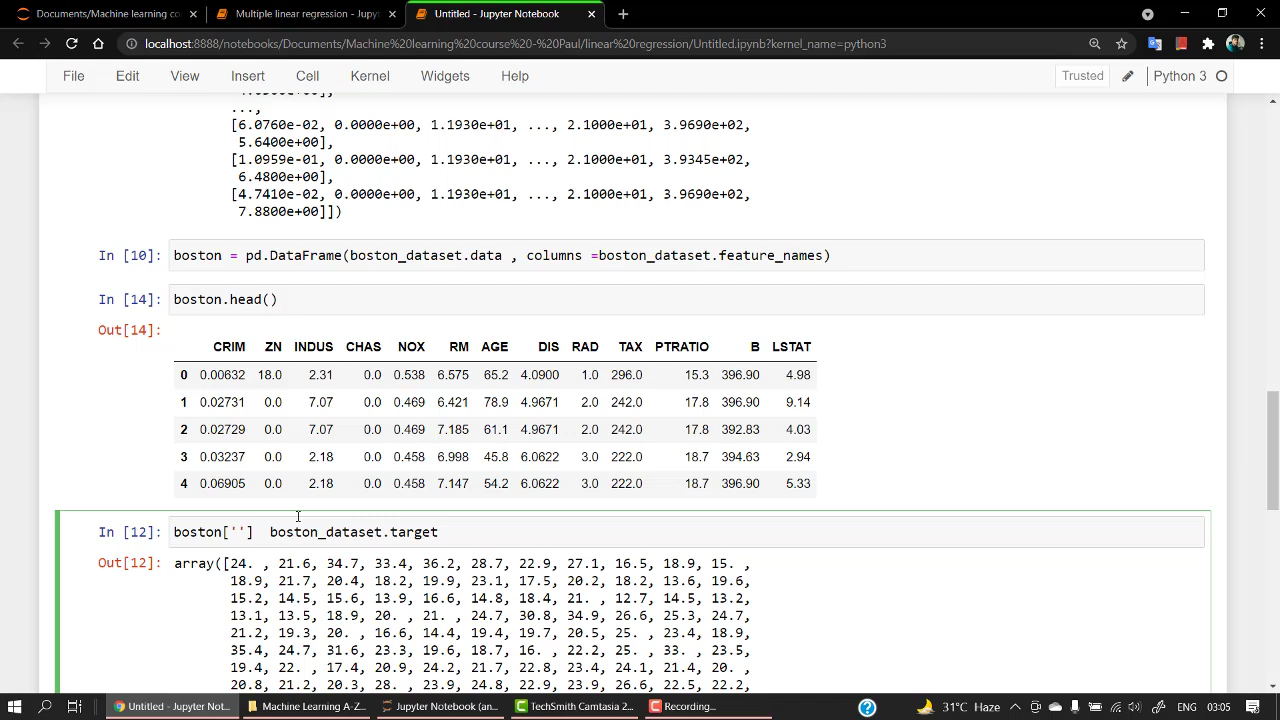 Documents/Machine learning co
Multiple linear regression - Jupyt
Untitled - Jupyter Notebook
localhost:8888/notebooks/Documents/Machine%20learning%20course%20-%20Paul/linear%20regression/Untitled.ipynb?kernel_name=python3
File Edit View Insert Cell Kernel Widgets Help Trusted Python 3
...,
[6.0760e-02, 0.0000e+00, 1.1930e+01, ..., 2.1000e+01, 3.9690e+02,
5.6400e+00],
[1.0959e-01, 0.0000e+00, 1.1930e+01, ..., 2.1000e+01, 3.9345e+02,
6.4800e+00],
[4.7410e-02, 0.0000e+00, 1.1930e+01, ..., 2.1000e+01, 3.9690e+02,
7.8800e+00]])
In [10]: boston = pd.DataFrame(boston_dataset.data , columns =boston_dataset.feature_names)
In [14]: boston.head()
Out[14]:
CRIM ZN INDUS CHAS NOX RM AGE DIS RAD TAX PTRATIO B LSTAT
0 0.00632 18.0 2.31 0.0 0.538 6.575 65.2 4.0900 1.0 296.0 15.3 396.90 4.98
1 0.02731 0.0 7.07 0.0 0.469 6.421 78.9 4.9671 2.0 242.0 17.8 396.90 9.14
2 0.02729 0.0 7.07 0.0 0.469 7.185 61.1 4.9671 2.0 242.0 17.8 392.83 4.03
3 0.03237 0.0 2.18 0.0 0.458 6.998 45.8 6.0622 3.0 222.0 18.7 394.63 2.94
4 0.06905 0.0 2.18 0.0 0.458 7.147 54.2 6.0622 3.0 222.0 18.7 396.90 5.33
In [12]: boston[''] boston_dataset.target
Out[12]: array([24. , 21.6, 34.7, 33.4, 36.2, 28.7, 22.9, 27.1, 16.5, 18.9, 15. ,
18.9, 21.7, 20.4, 18.2, 19.9, 23.1, 17.5, 20.2, 18.2, 13.6, 19.6,
15.2, 14.5, 15.6, 13.9, 16.6, 14.8, 18.4, 21. , 12.7, 14.5, 13.2,
13.1, 13.5, 18.9, 20. , 21. , 24.7, 30.8, 34.9, 26.6, 25.3, 24.7,
21.2, 19.3, 20. , 16.6, 14.4, 19.4, 19.7, 20.5, 25. , 23.4, 18.9,
35.4, 24.7, 31.6, 23.3, 19.6, 18.7, 16. , 22.2, 25. , 33. , 23.5,
19.4, 22. , 17.4, 20.9, 24.2, 21.7, 22.8, 23.4, 24.1, 21.4, 20. ,
20.8, 21.2, 20.3, 28. , 23.9, 24.8, 22.9, 23.9, 26.6, 22.5, 22.2,
Untitled - Jupyter Not... Machine Learning A-Z... Jupyter Notebook (an... TechSmith Camtasia 2... Recording... 31°C Haze 03:05